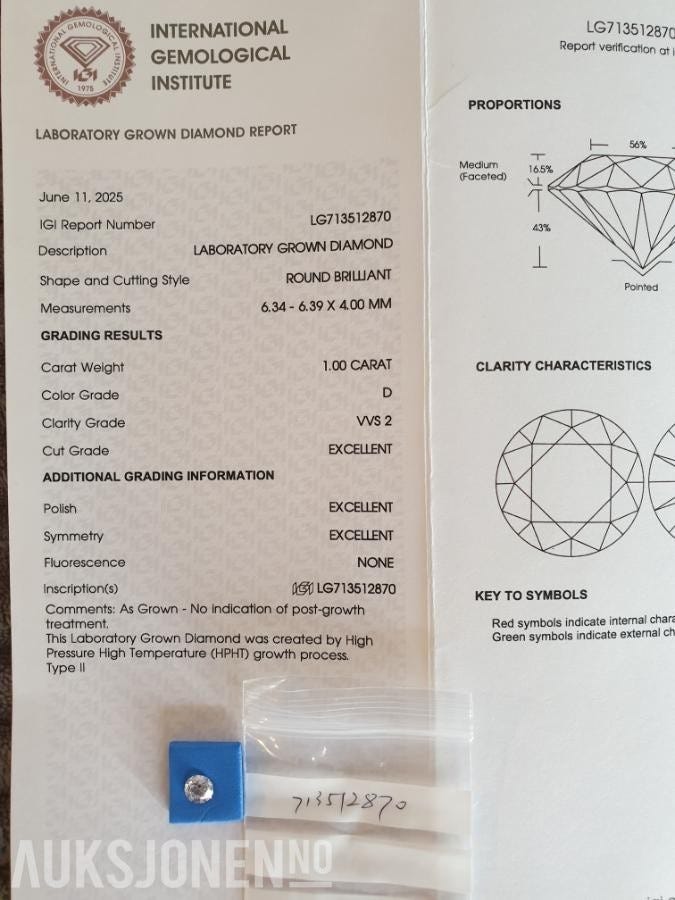 INTERNATIONAL
GEMOLOGICAL
INSTITUTE
INTERNATIONAL GEMOLOGICAL INSTITUTE
IGI
1975
LABORATORY GROWN DIAMOND REPORT
June 11, 2025
IGI Report Number LG713512870
Description LABORATORY GROWN DIAMOND
Shape and Cutting Style ROUND BRILLIANT
Measurements 6.34 - 6.39 X 4.00 MM
GRADING RESULTS
Carat Weight 1.00 CARAT
Color Grade D
Clarity Grade VVS 2
Cut Grade EXCELLENT
ADDITIONAL GRADING INFORMATION
Polish EXCELLENT
Symmetry EXCELLENT
Fluorescence NONE
Inscription(s) IGI LG713512870
Comments: As Grown - No indication of post-growth
treatment.
This Laboratory Grown Diamond was created by High
Pressure High Temperature (HPHT) growth process.
Type II
LG713512870
Report verification at i
PROPORTIONS
56%
Medium
(Faceted)
16.5%
43%
Pointed
CLARITY CHARACTERISTICS
KEY TO SYMBOLS
Red symbols indicate internal chara
Green symbols indicate external ch
713512870
AUKSJONEN NO